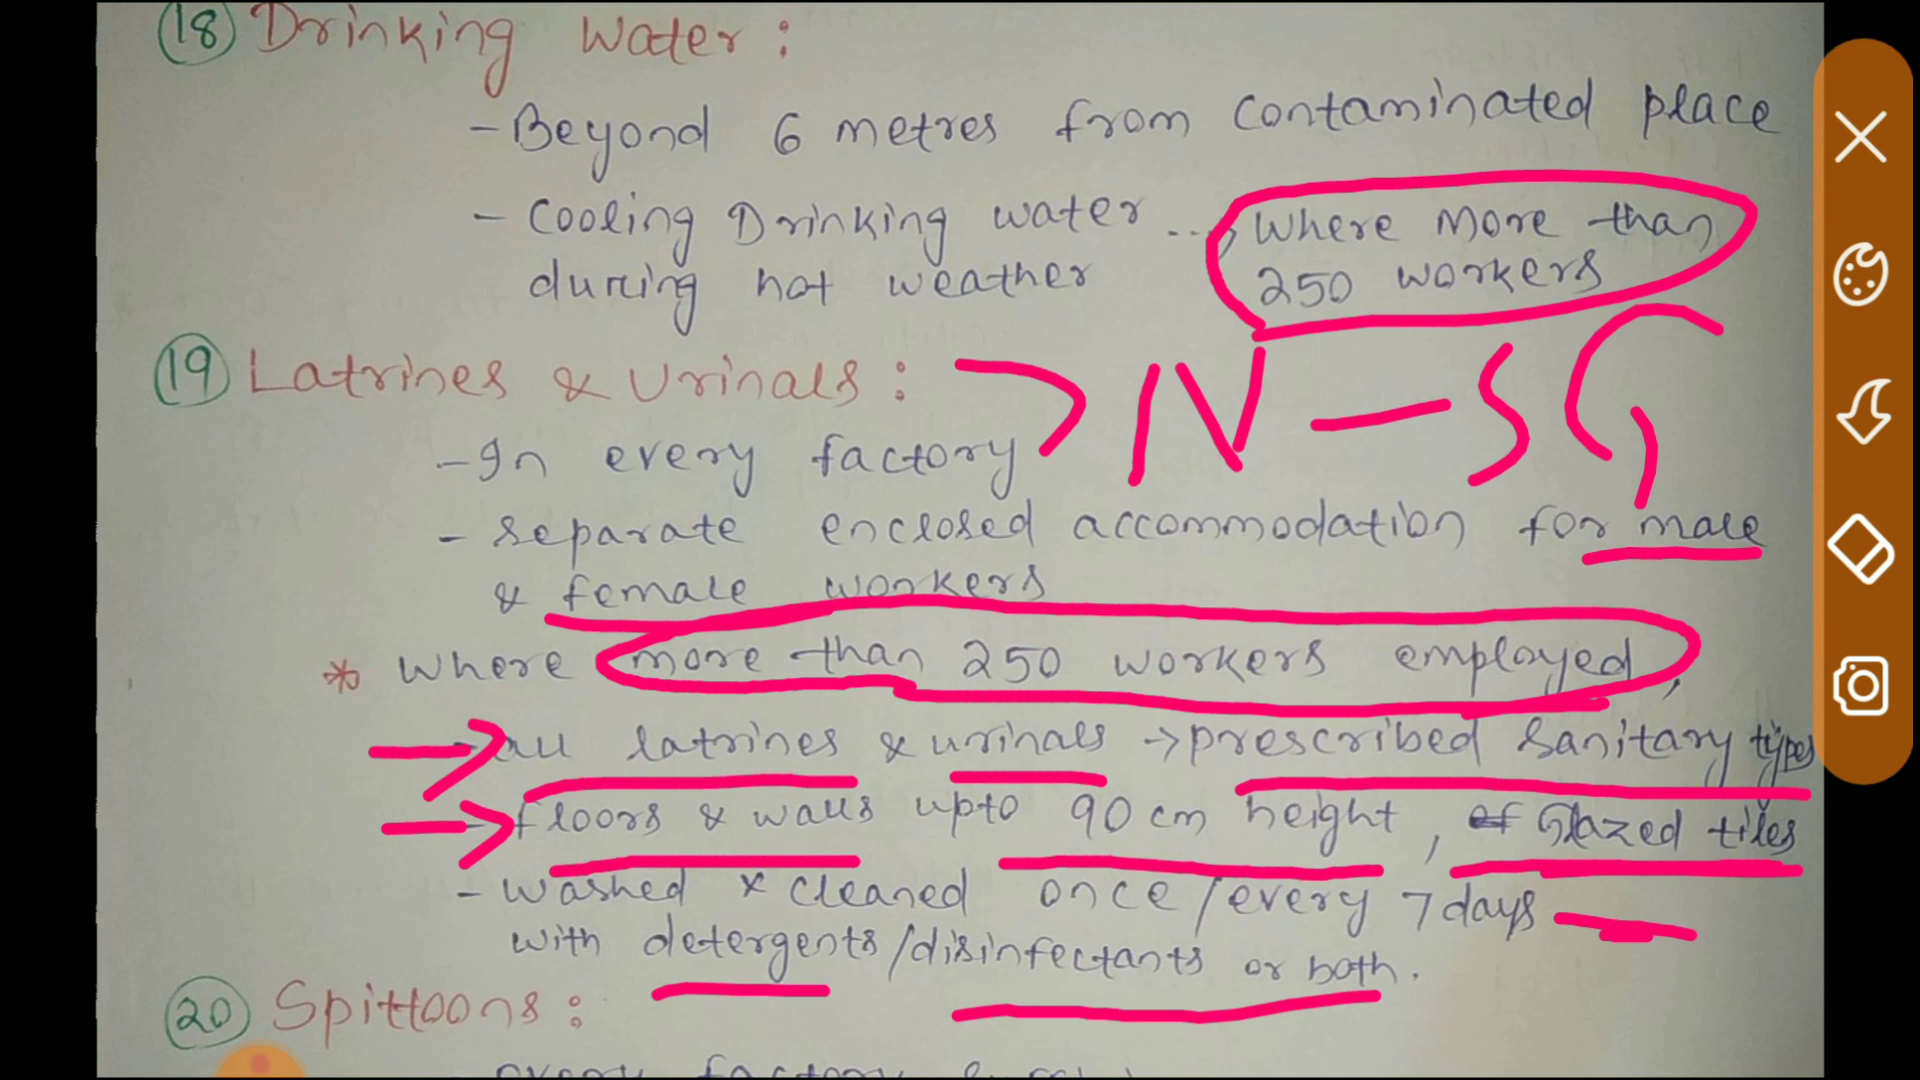 (18) Drinking Water :
- Beyond 6 metres from contaminated place
- Cooling Drinking water ..., where more than
during hot weather 250 workers
(19) Latrines & Urinals :
- In every factory
- separate enclosed accommodation for male
& female workers
* where more than 250 workers employed,
- all latrines & urinals → prescribed sanitary types
- floors & walls upto 90 cm height, of Glazed tiles
- washed & cleaned once / every 7 days
with detergents / disinfectants or both.
(20) Spittoons :
every factory